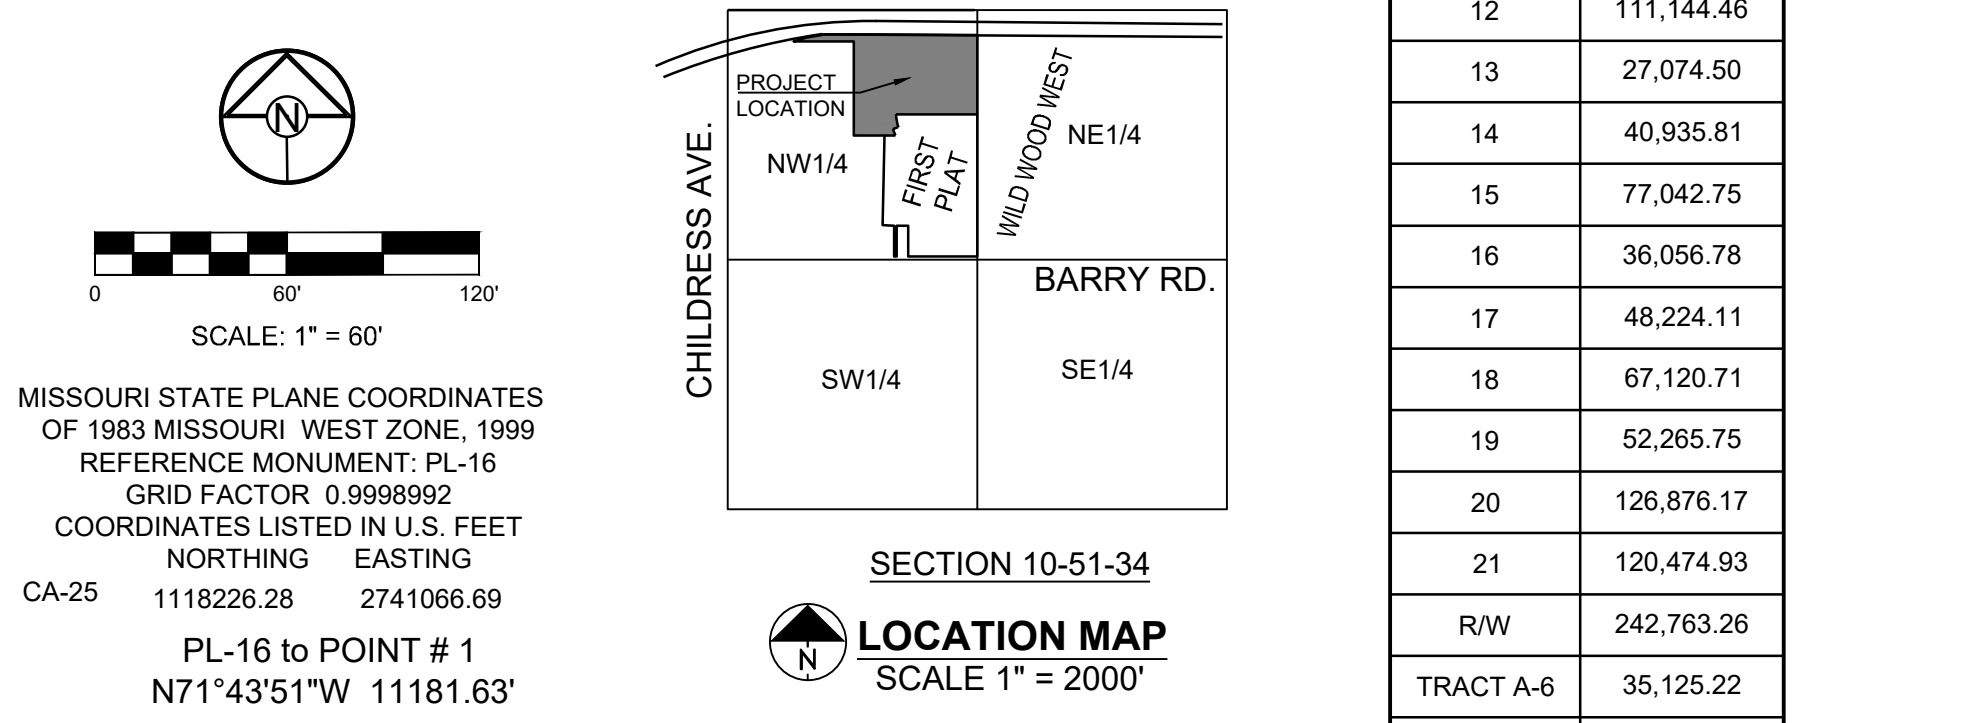 N
0 60' 120'
SCALE: 1" = 60'
MISSOURI STATE PLANE COORDINATES
OF 1983 MISSOURI WEST ZONE, 1999
REFERENCE MONUMENT: PL-16
GRID FACTOR 0.9998992
COORDINATES LISTED IN U.S. FEET
NORTHING EASTING
CA-25 1118226.28 2741066.69
PL-16 to POINT # 1
N71°43'51"W 11181.63'
PROJECT
LOCATION
NW1/4
FIRST
PLAT
WILD WOOD WEST
NE1/4
CHILDRESS AVE.
BARRY RD.
SW1/4
SE1/4
SECTION 10-51-34
N
LOCATION MAP
SCALE 1" = 2000'
12 111,144.46
13 27,074.50
14 40,935.81
15 77,042.75
16 36,056.78
17 48,224.11
18 67,120.71
19 52,265.75
20 126,876.17
21 120,474.93
R/W 242,763.26
TRACT A-6 35,125.22